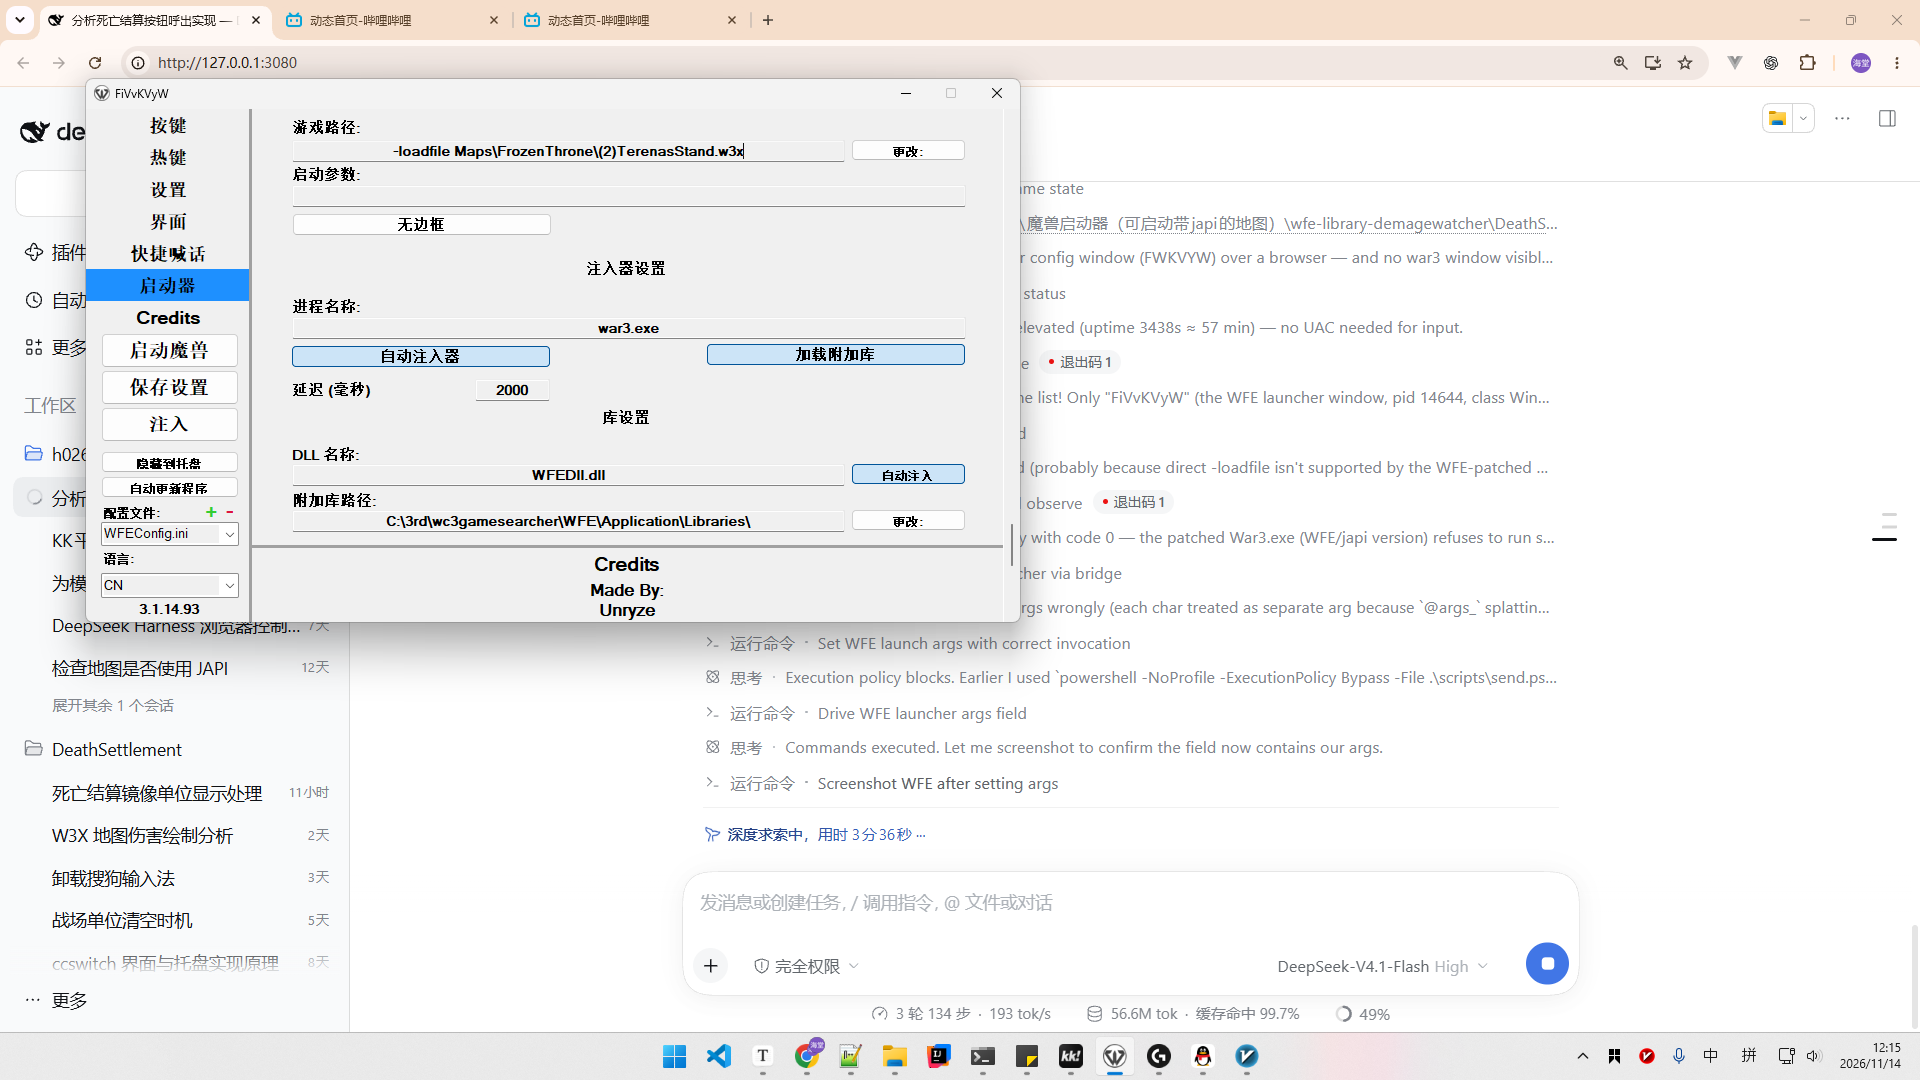 分析死亡结算按钮呼出实现 —
动态首页-哔哩哔哩
动态首页-哔哩哔哩
http://127.0.0.1:3080
海堂
FiVvKVyW
de
按键
热键
设置
界面
快捷喊话
启动器
Credits
启动魔兽
保存设置
注入
隐藏到托盘
自动更新程序
配置文件:
+ -
WFEConfig.ini
语言:
CN
3.1.14.93
游戏路径:
-loadfile Maps\FrozenThrone\(2)TerenasStand.w3x
更改:
启动参数:
无边框
注入器设置
进程名称:
war3.exe
自动注入器
加载附加库
延迟 (毫秒)
2000
库设置
DLL 名称:
WFEDll.dll
自动注入
附加库路径:
C:\3rd\wc3gamesearcher\WFE\Application\Libraries\
更改:
Credits
Made By:
Unryze
插件
自动
更多
工作区
h026
分析
KK平
为模
DeepSeek Harness 浏览器控制... 7天
检查地图是否使用 JAPI 12天
展开其余 1 个会话
DeathSettlement
死亡结算镜像单位显示处理 11小时
W3X 地图伤害绘制分析 2天
卸载搜狗输入法 3天
战场单位清空时机 5天
ccswitch 界面与托盘实现原理 8天
更多
me state
\魔兽启动器（可启动带japi的地图）\wfe-library-demagewatcher\DeathS...
r config window (FWKVYW) over a browser — and no war3 window visibl...
status
elevated (uptime 3438s ≈ 57 min) — no UAC needed for input.
e 退出码 1
he list! Only "FiVvKVyW" (the WFE launcher window, pid 14644, class Win...
d
d (probably because direct -loadfile isn't supported by the WFE-patched ...
l observe 退出码 1
y with code 0 — the patched War3.exe (WFE/japi version) refuses to run s...
cher via bridge
rgs wrongly (each char treated as separate arg because `@args_` splattin...
运行命令 · Set WFE launch args with correct invocation
思考 · Execution policy blocks. Earlier I used `powershell -NoProfile -ExecutionPolicy Bypass -File .\scripts\send.ps...
运行命令 · Drive WFE launcher args field
思考 · Commands executed. Let me screenshot to confirm the field now contains our args.
运行命令 · Screenshot WFE after setting args
深度求索中，用时 3 分 36 秒 ···
发消息或创建任务, / 调用指令, @ 文件或对话
完全权限
DeepSeek-V4.1-Flash High
3 轮 134 步 · 193 tok/s
56.6M tok · 缓存命中 99.7%
49%
T
海堂
kk!
中
拼
12:15
2026/11/14